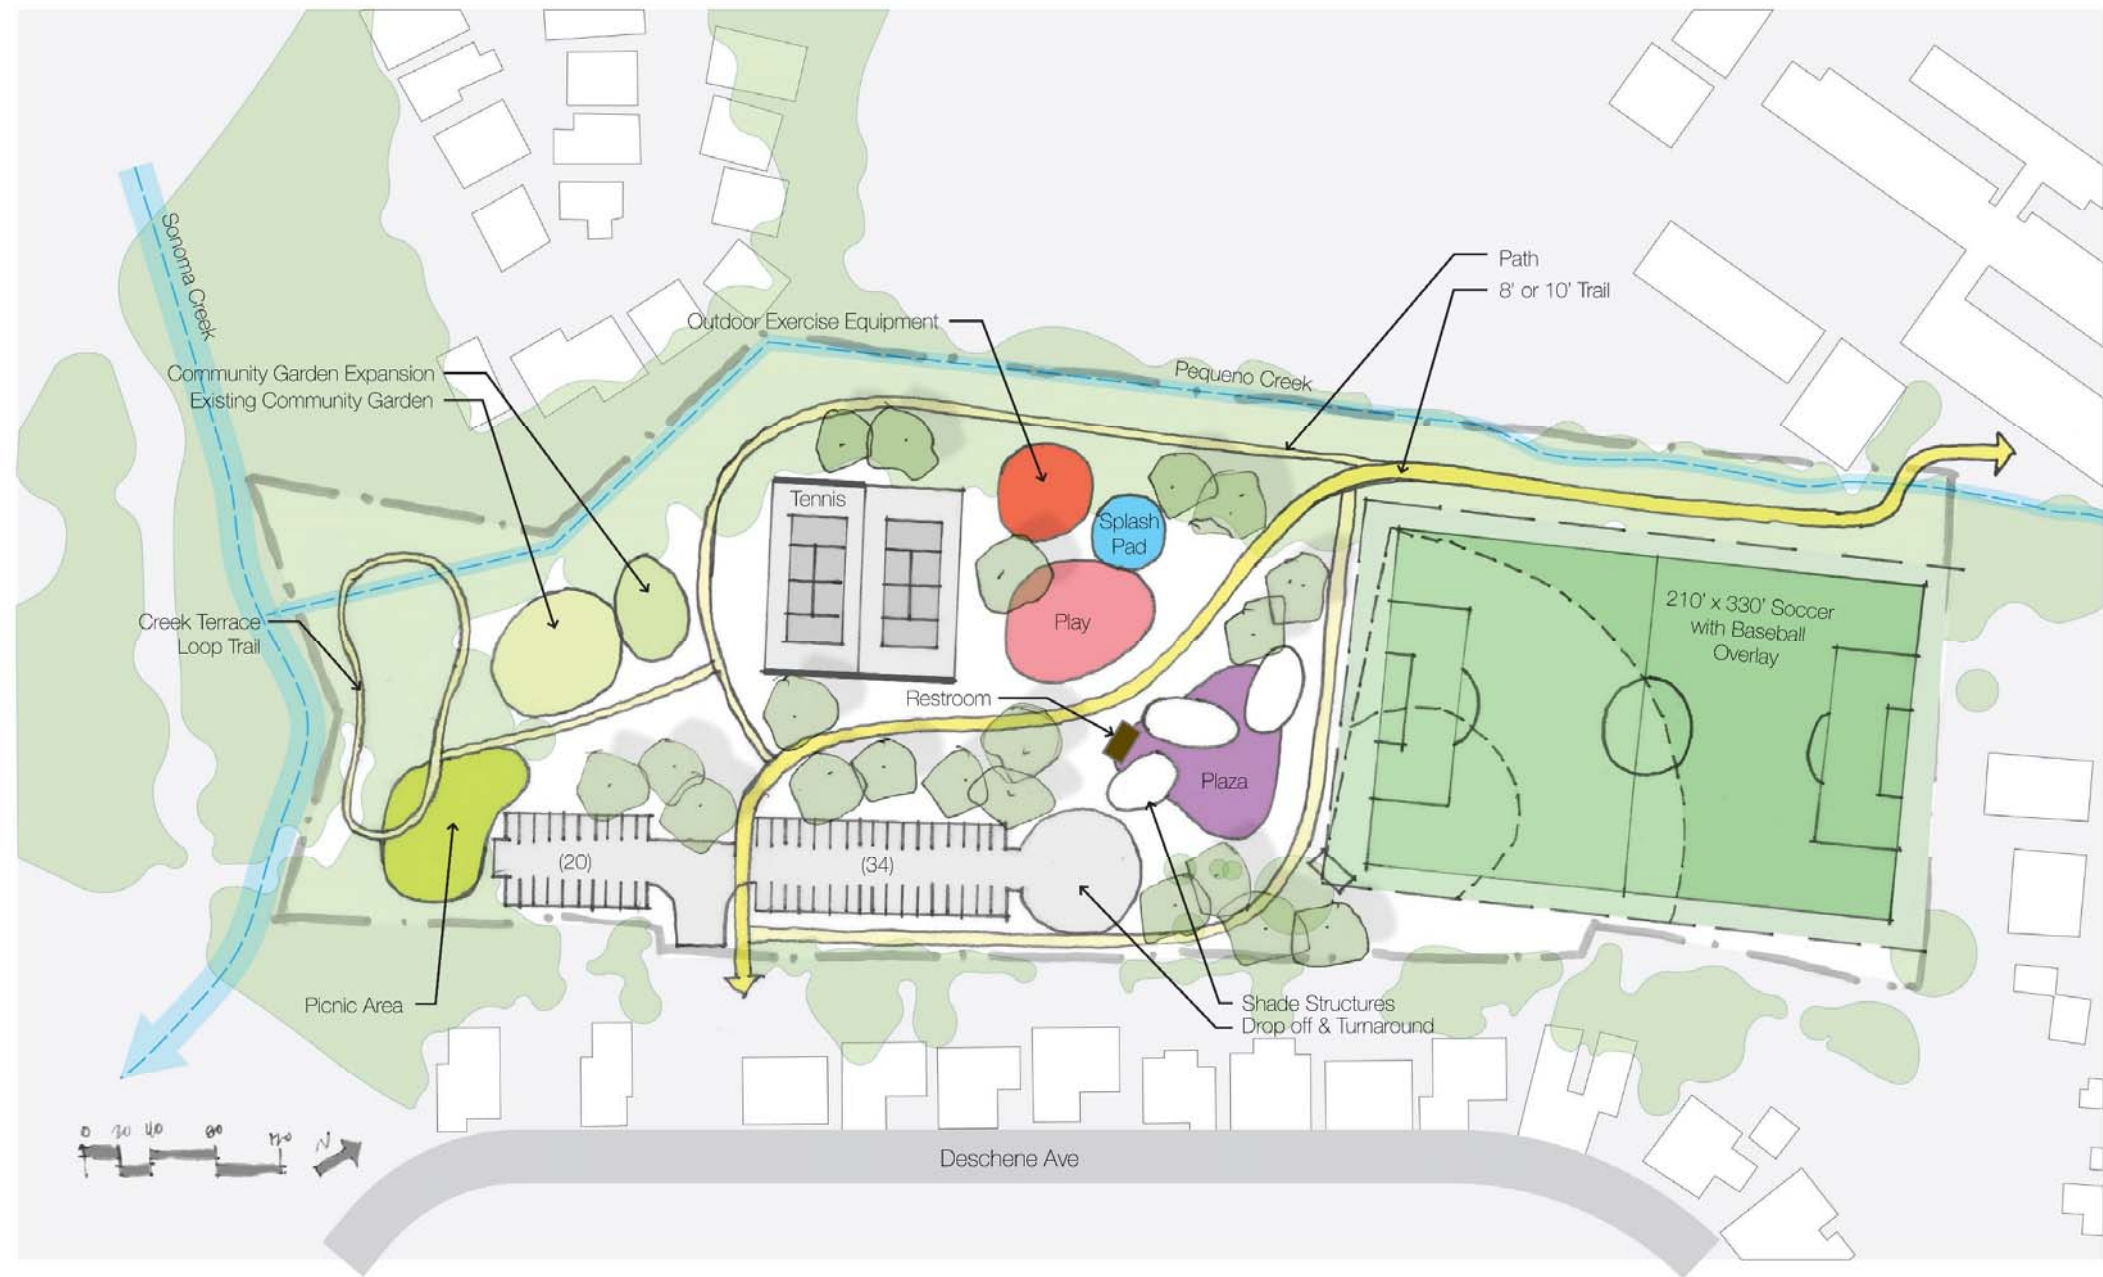 Sonoma Creek
Path
8' or 10' Trail
Outdoor Exercise Equipment
Community Garden Expansion
Existing Community Garden
Pequeno Creek
Tennis
Splash
Pad
Creek Terrace
Loop Trail
Play
210' x 330' Soccer
with Baseball
Overlay
Restroom
Plaza
(20)
(34)
Picnic Area
Shade Structures
Drop off & Turnaround
0 20 40 80 120
N
Deschene Ave